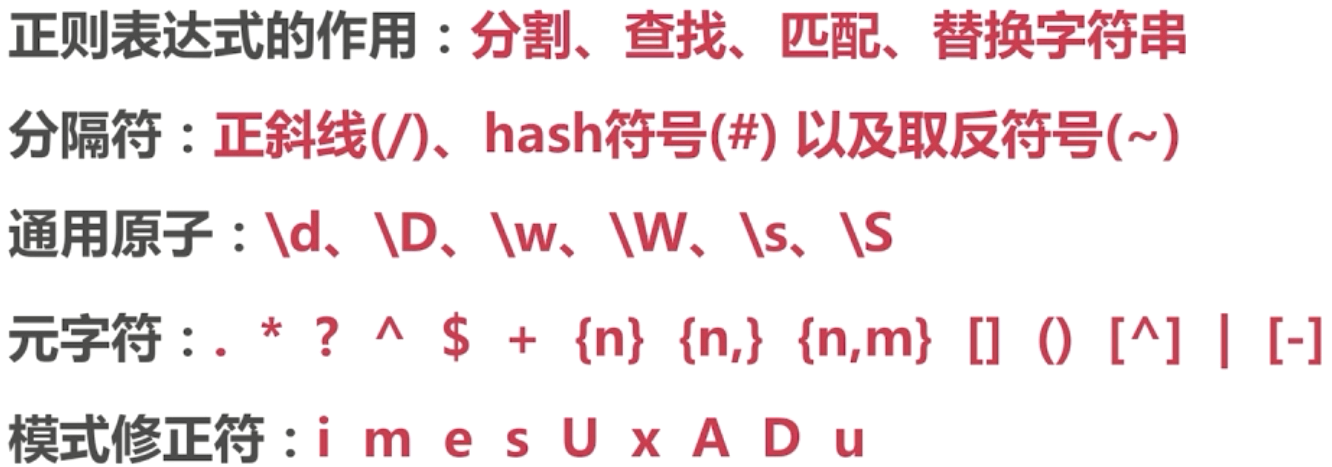 正则表达式的作用：分割、查找、匹配、替换字符串
分隔符：正斜线(/)、hash符号(#) 以及取反符号(~)
通用原子：\d、\D、\w、\W、\s、\S
元字符：. * ? ^ $ + {n} {n,} {n,m} [] () [^] | [-]
模式修正符：i m e s U x A D u